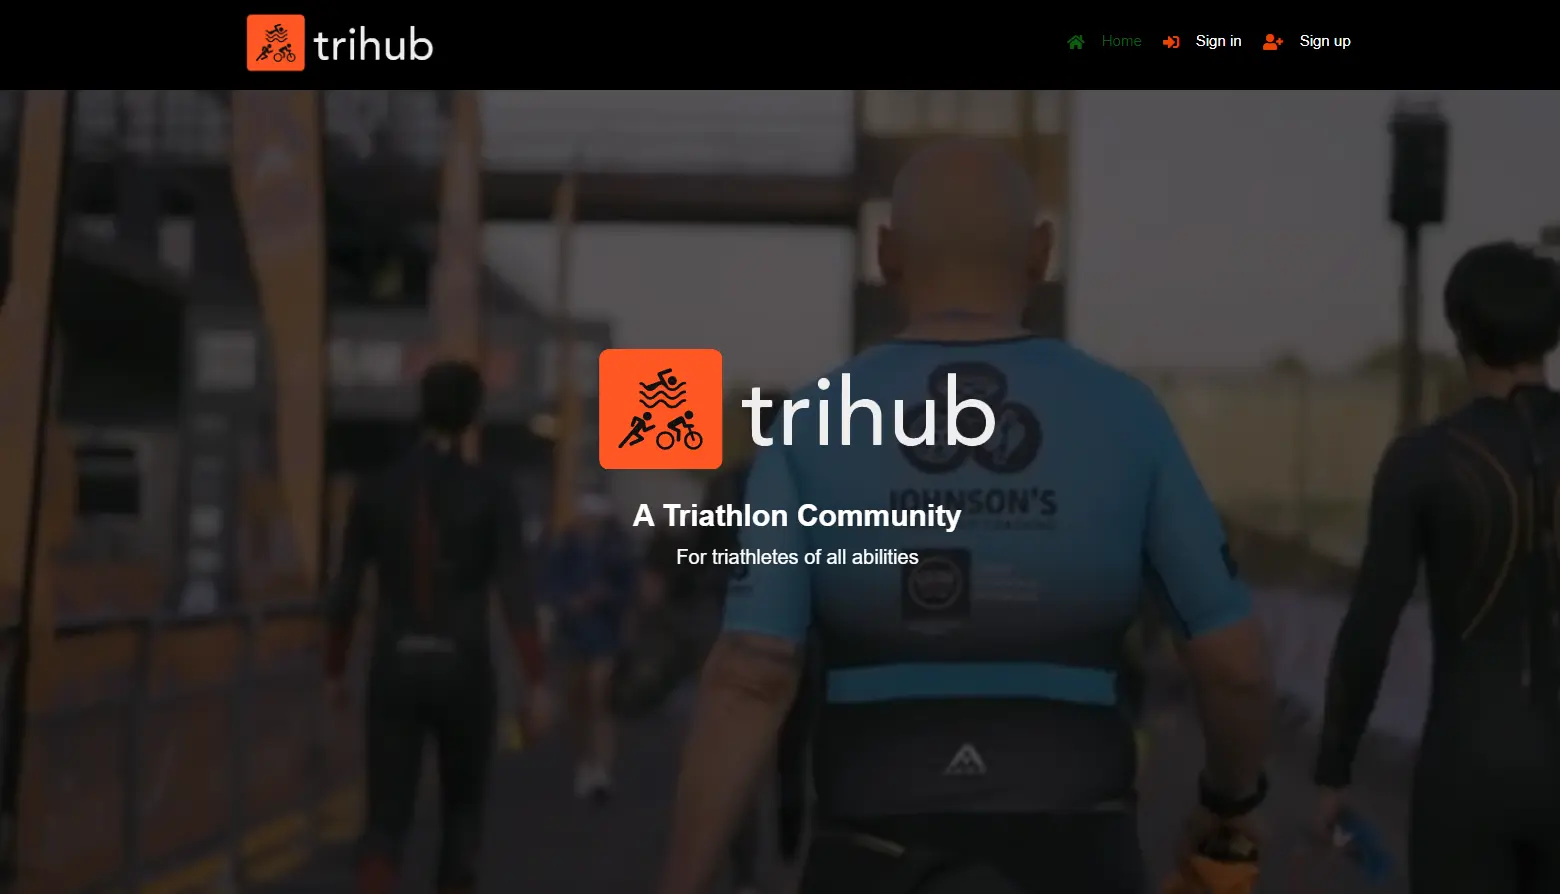 trihub
Home
Sign in
Sign up
trihub
JOHNSON'S
A Triathlon Community
For triathletes of all abilities